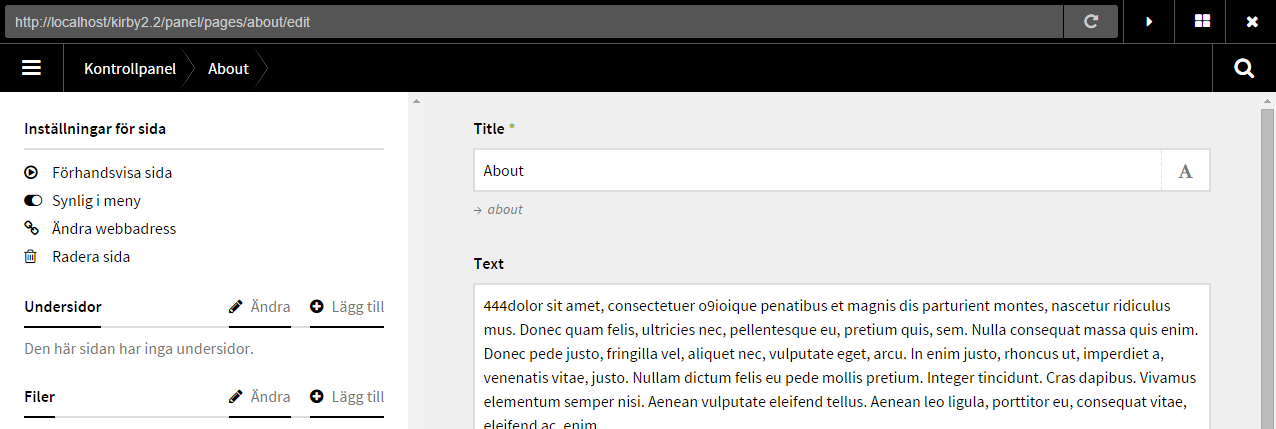 http://localhost/kirby2.2/panel/pages/about/edit
Kontrollpanel About
Inställningar för sida
Förhandsvisa sida
Synlig i meny
Ändra webbadress
Radera sida
Undersidor Ändra Lägg till
Den här sidan har inga undersidor.
Filer Ändra Lägg till
Title *
About A
→ about
Text
444dolor sit amet, consectetuer o9ioique penatibus et magnis dis parturient montes, nascetur ridiculus
mus. Donec quam felis, ultricies nec, pellentesque eu, pretium quis, sem. Nulla consequat massa quis enim.
Donec pede justo, fringilla vel, aliquet nec, vulputate eget, arcu. In enim justo, rhoncus ut, imperdiet a,
venenatis vitae, justo. Nullam dictum felis eu pede mollis pretium. Integer tincidunt. Cras dapibus. Vivamus
elementum semper nisi. Aenean vulputate eleifend tellus. Aenean leo ligula, porttitor eu, consequat vitae,
eleifend ac, enim